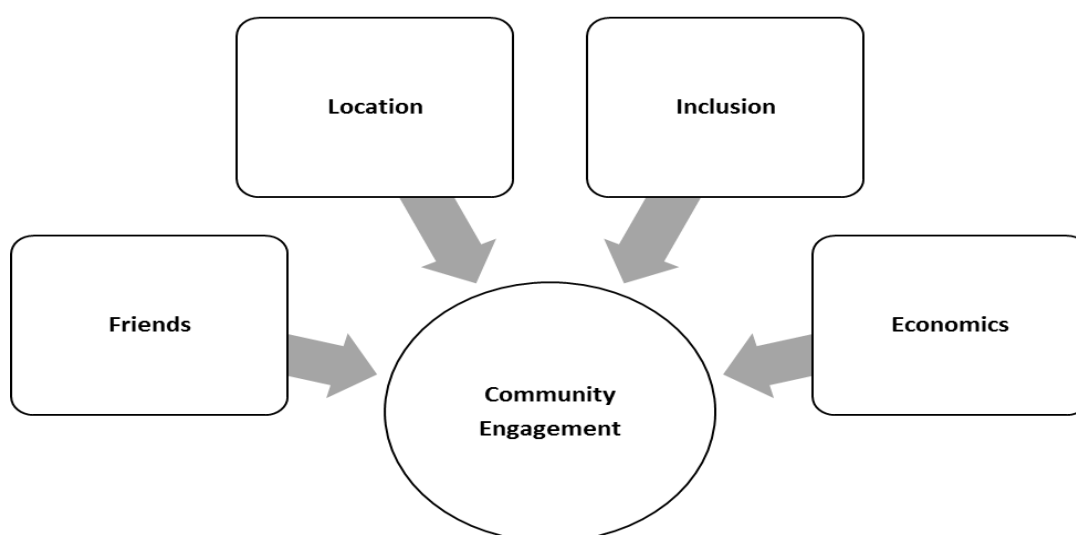 Location
Inclusion
Friends
Economics
Community
Engagement